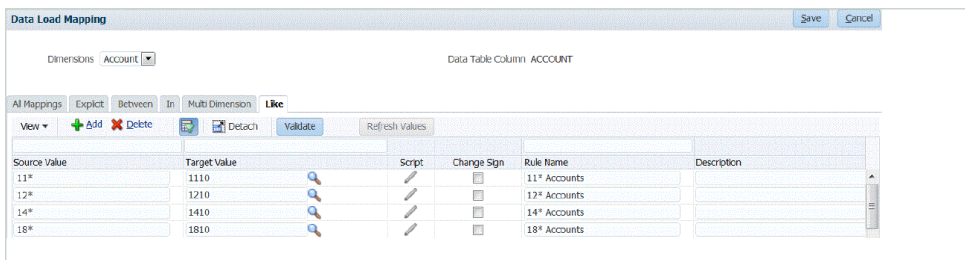 Data Load Mapping Save Cancel
Dimensions Account Data Table Column ACCOUNT
All Mappings Explicit Between In Multi Dimension Like
View Add Delete Detach Validate Refresh Values
Source Value Target Value Script Change Sign Rule Name Description
11* 1110 11* Accounts
12* 1210 12* Accounts
14* 1410 14* Accounts
18* 1810 18* Accounts